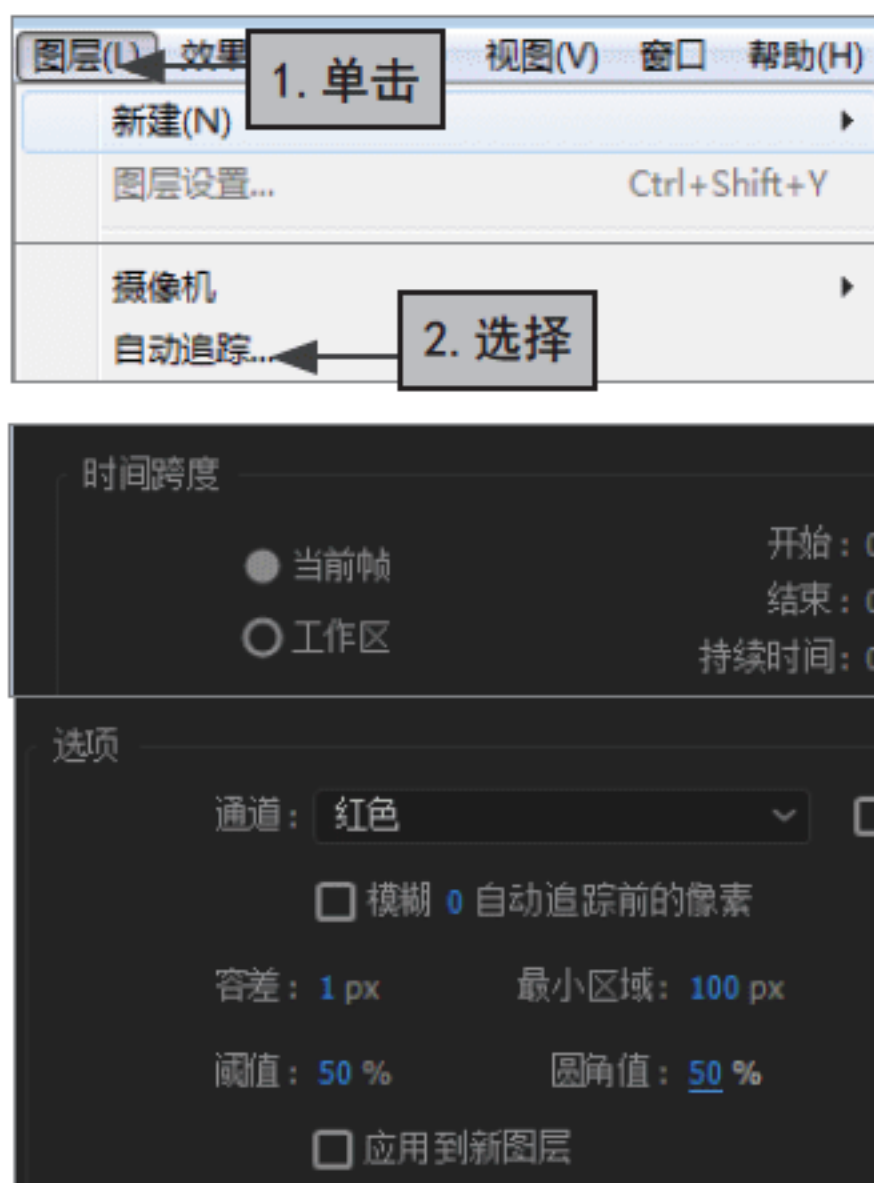 图层(L) 效果 视图(V) 窗口 帮助(H)
1. 单击
新建(N)
图层设置... Ctrl+Shift+Y
摄像机
自动追踪...
2. 选择
时间跨度
当前帧 开始:
工作区 结束:
持续时间:
选项
通道: 红色
模糊 0 自动追踪前的像素
容差: 1 px 最小区域: 100 px
阈值: 50 % 圆角值: 50 %
应用到新图层